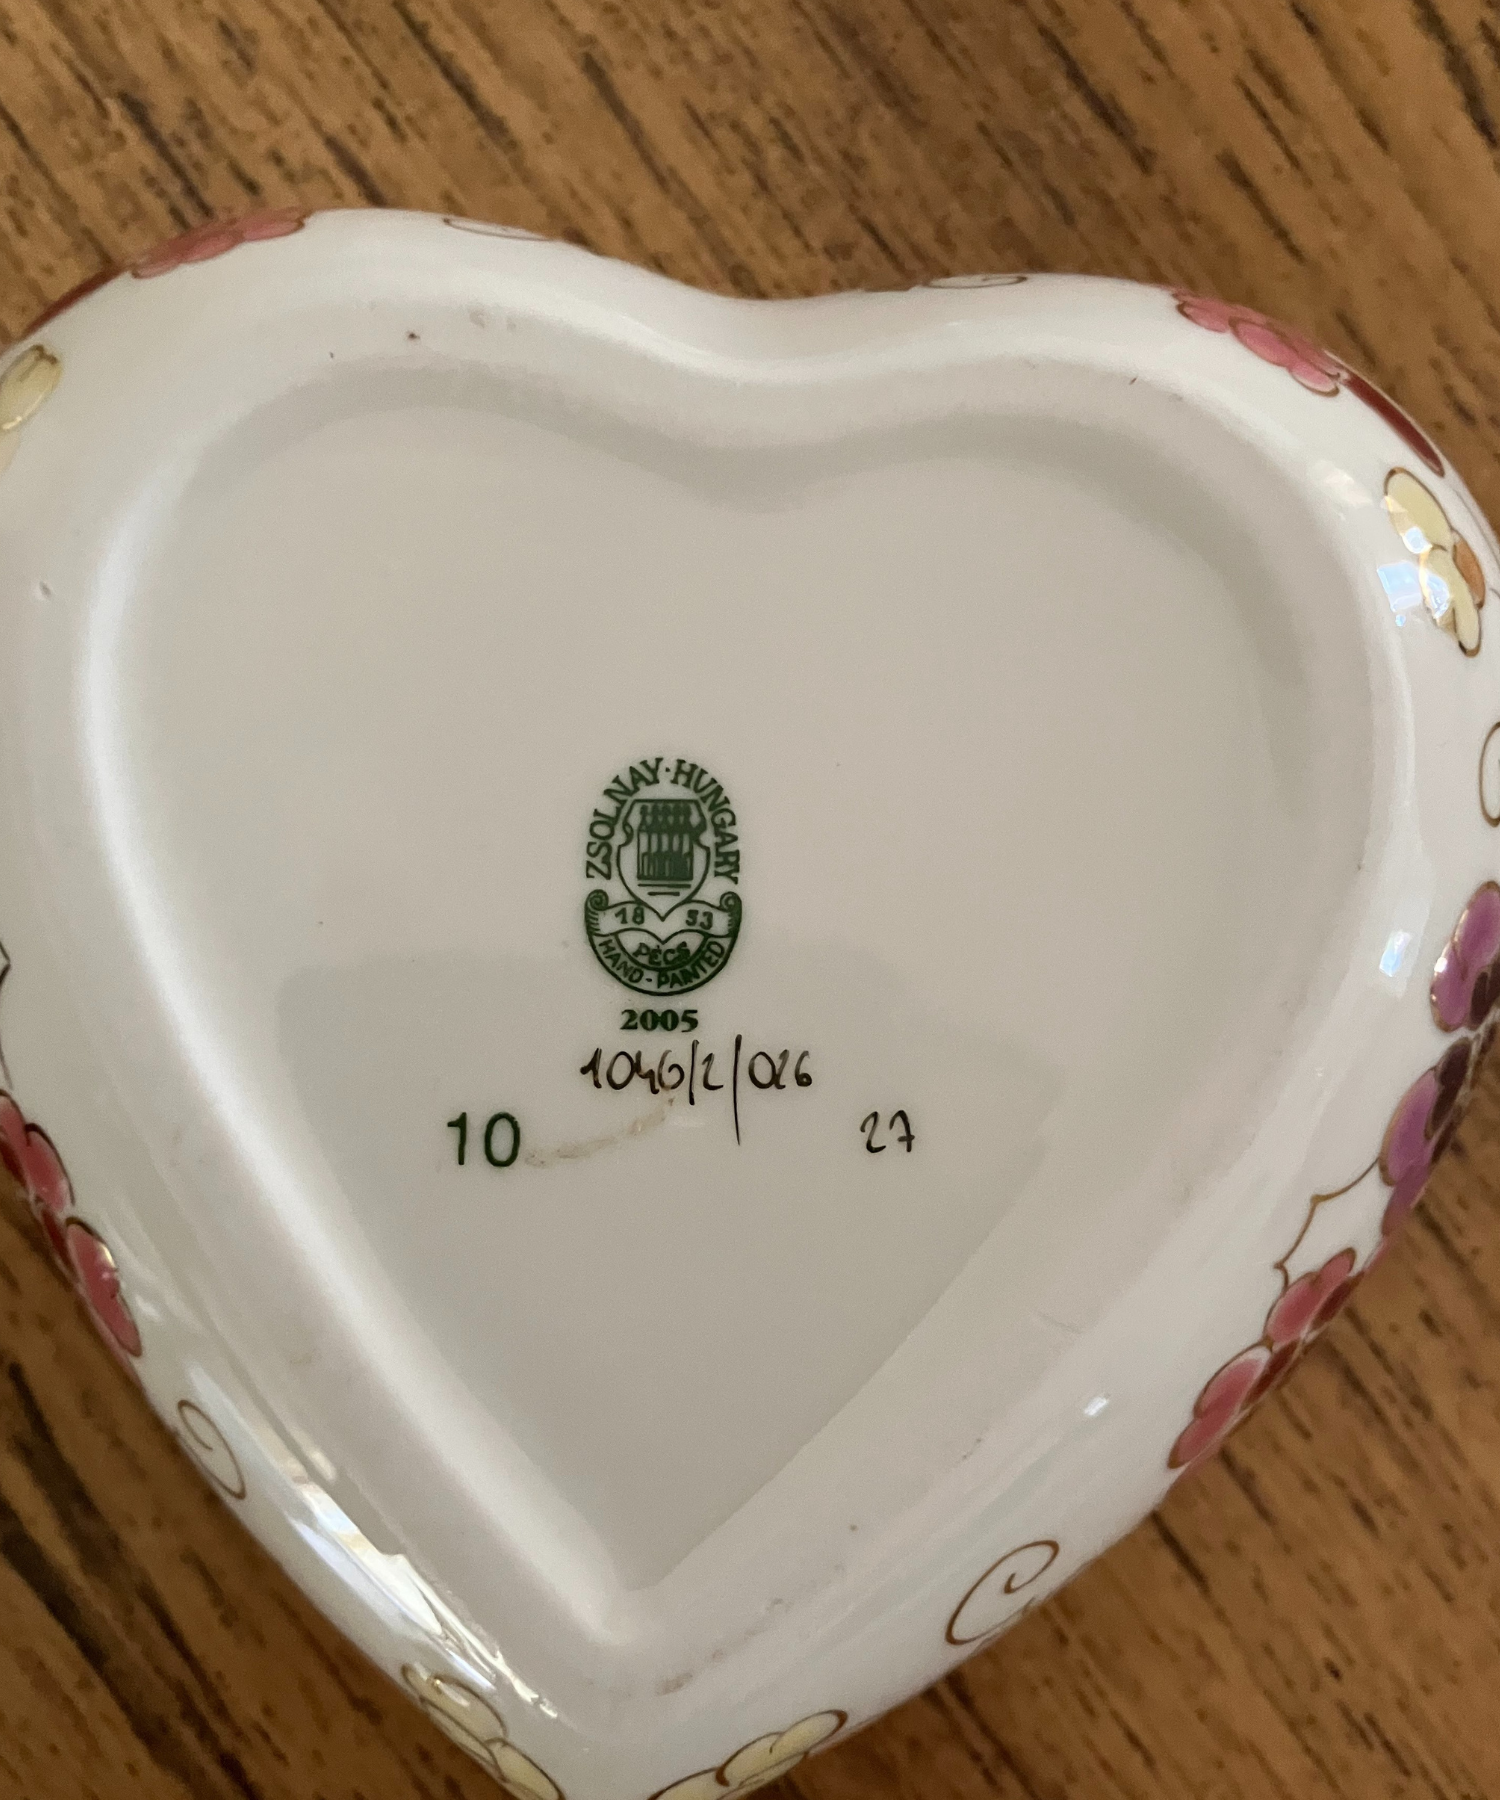 ZSOLNAY·HUNGARY
18 53
PÉCS
HAND-PAINTED
2005
1046/2/026
10
27